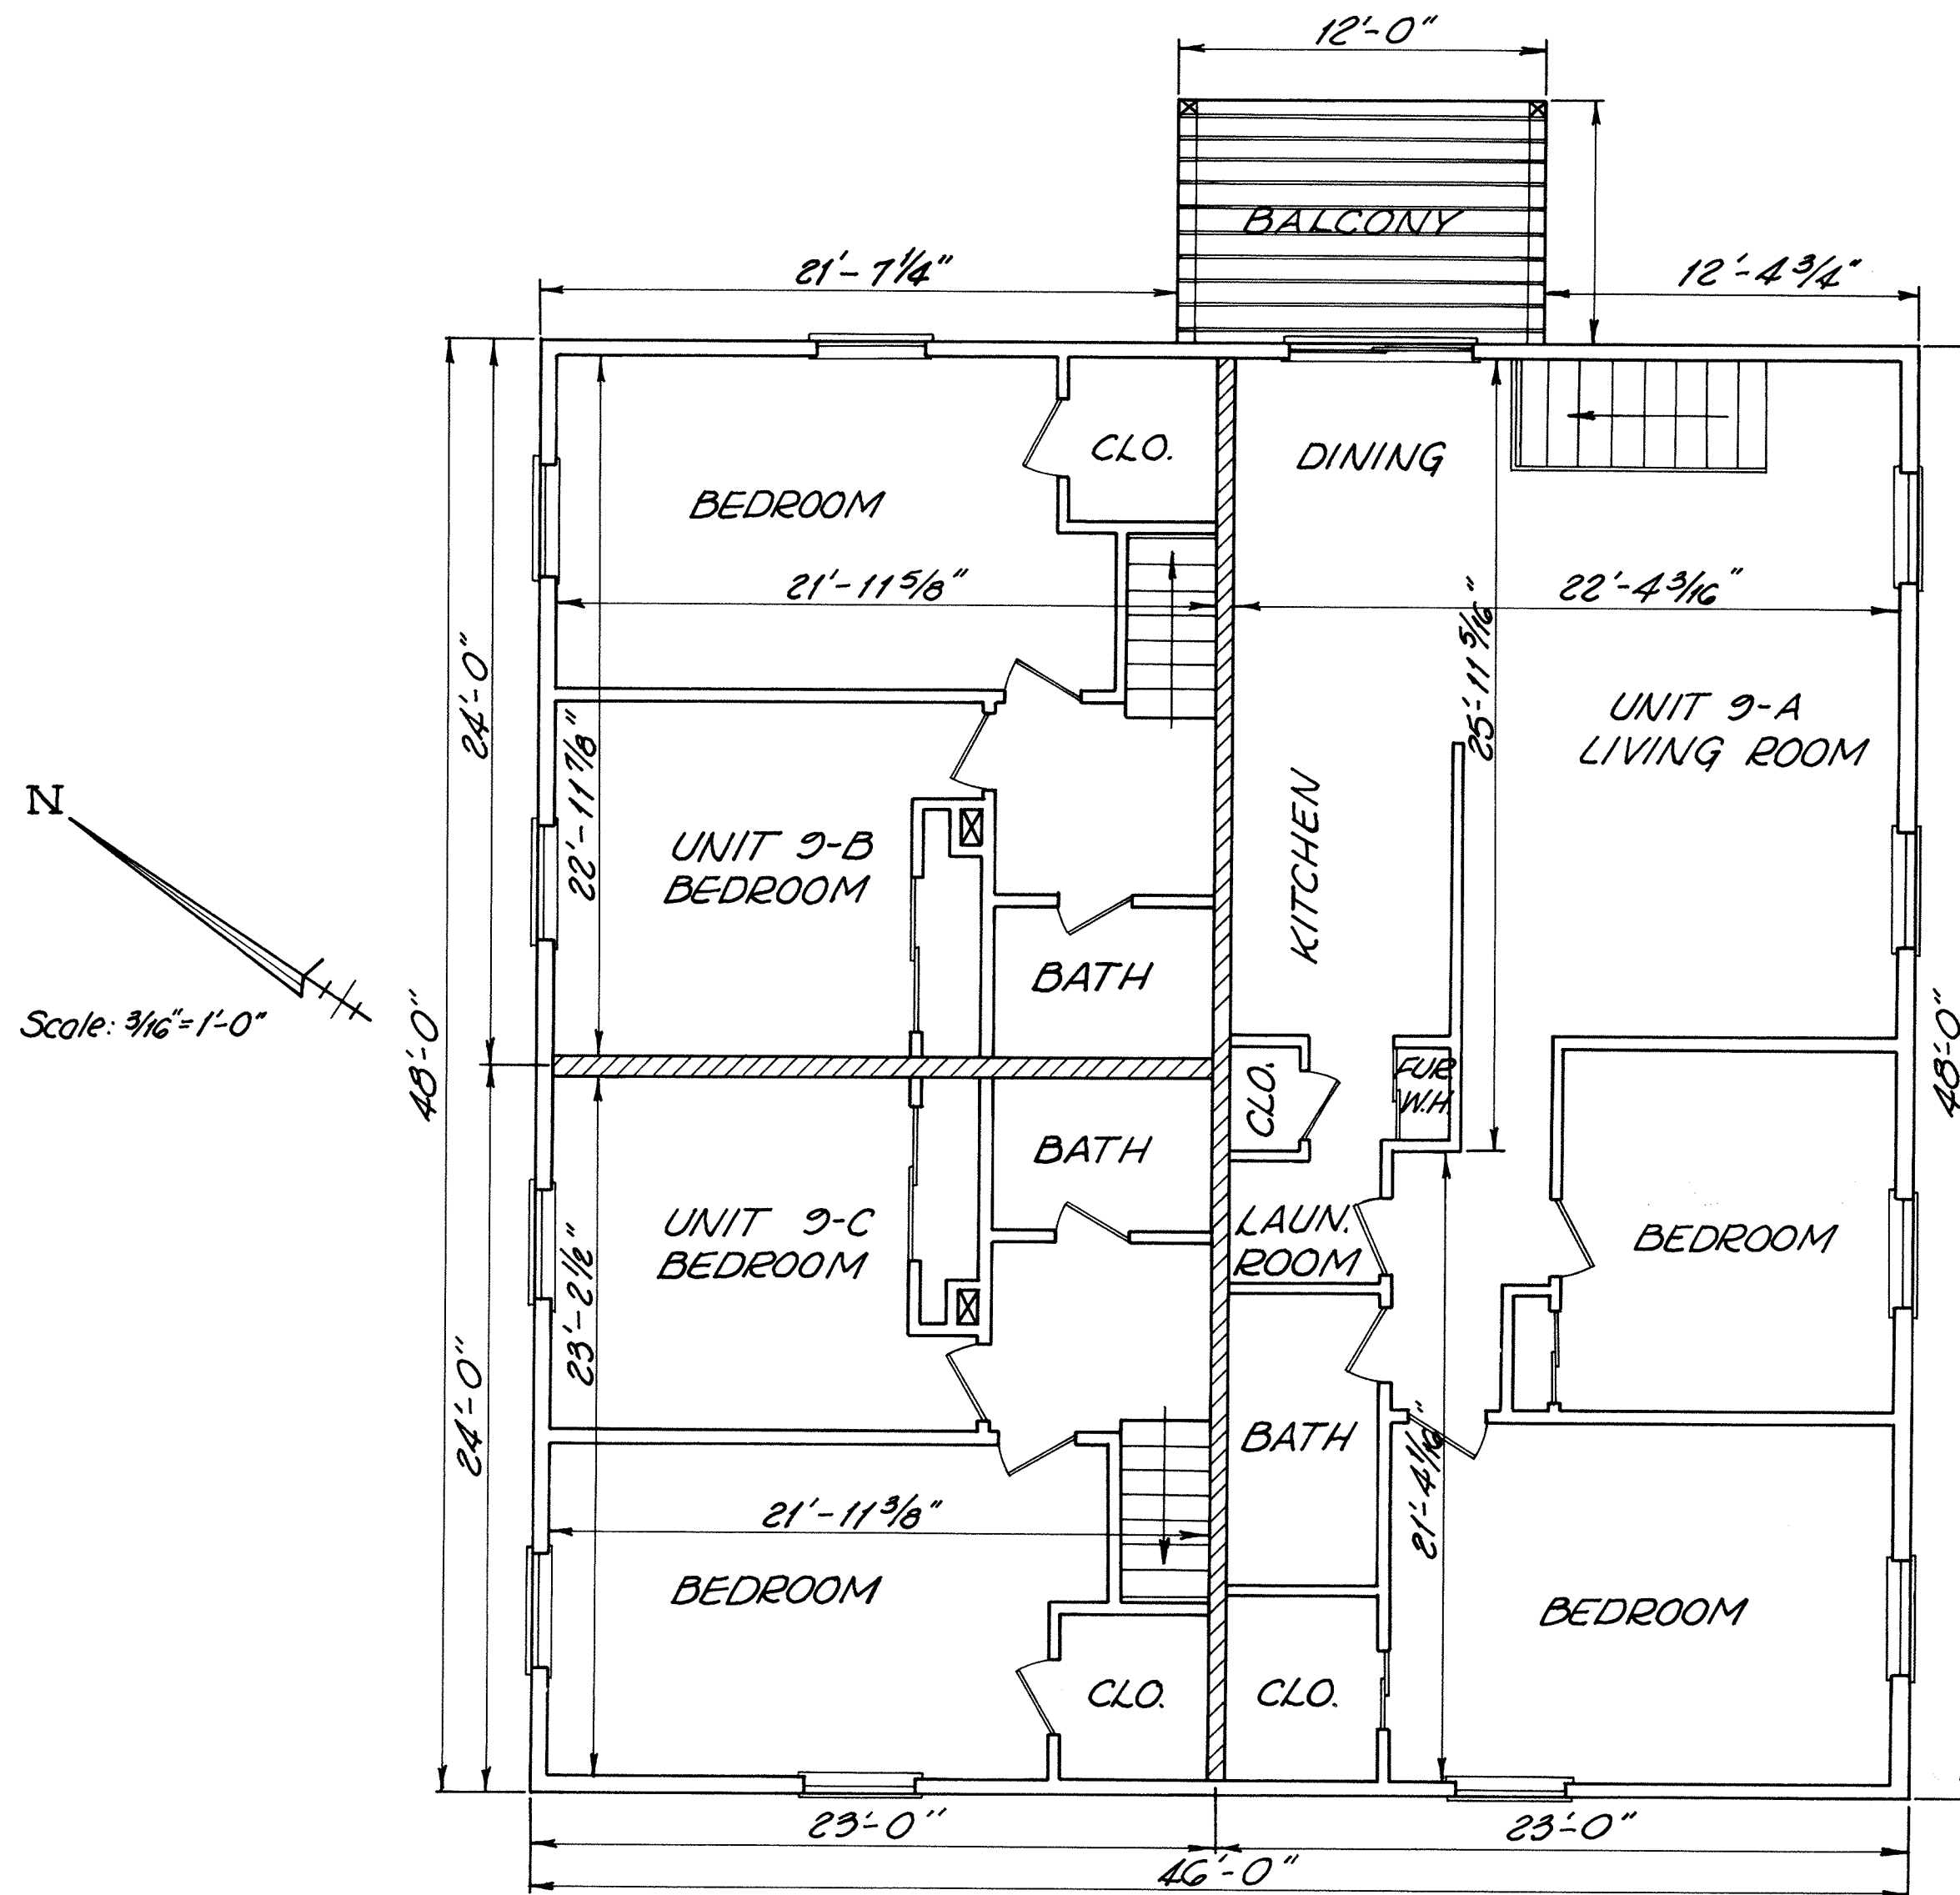 12'-0"
BALCONY
21'-7 1/4"
12'-4 3/4"
CLO.
DINING
BEDROOM
21'-11 5/8"
22'-4 3/16"
24'-0"
22'-11 7/8"
25'-11 5/16"
UNIT 9-A
LIVING ROOM
N
KITCHEN
UNIT 9-B
BEDROOM
BATH
Scale: 3/16"=1'-0"
48'-0"
48'-0"
CLO.
FUR.
W.H.
BATH
UNIT 9-C
BEDROOM
LAUN.
ROOM
BEDROOM
23'-2 1/2"
24'-0"
BATH
21'-4 1/16"
21'-11 3/8"
BEDROOM
BEDROOM
CLO.
CLO.
23'-0"
23'-0"
46'-0"